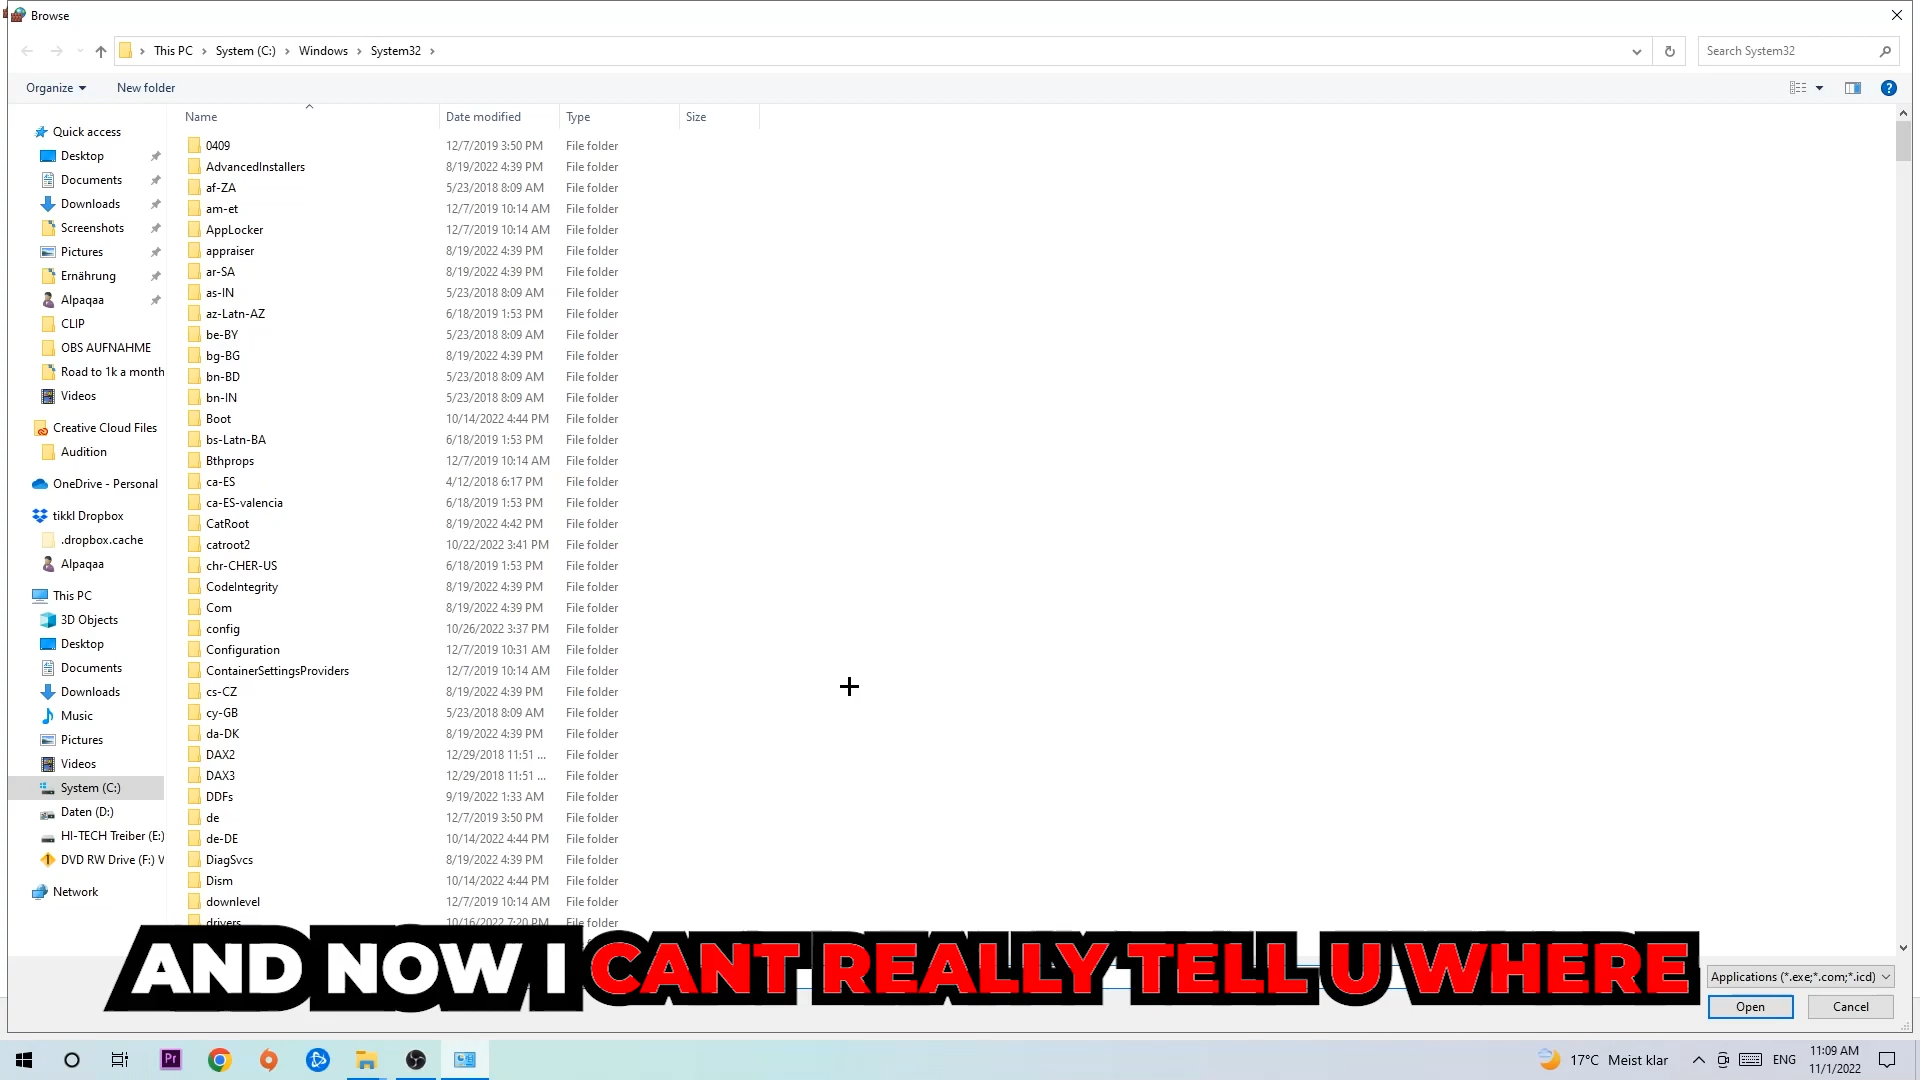 Browse
This PC > System (C:) > Windows > System32 >
Search System32
Organize
New folder
Name Date modified Type Size
Quick access
Desktop
Documents
Downloads
Screenshots
Pictures
Ernährung
Alpaqaa
CLIP
OBS AUFNAHME
Road to 1k a month
Videos
Creative Cloud Files
Audition
OneDrive - Personal
tikkl Dropbox
.dropbox.cache
Alpaqaa
This PC
3D Objects
Desktop
Documents
Downloads
Music
Pictures
Videos
System (C:)
Daten (D:)
HI-TECH Treiber (E:)
DVD RW Drive (F:) V
Network
0409 12/7/2019 3:50 PM File folder
AdvancedInstallers 8/19/2022 4:39 PM File folder
af-ZA 5/23/2018 8:09 AM File folder
am-et 12/7/2019 10:14 AM File folder
AppLocker 12/7/2019 10:14 AM File folder
appraiser 8/19/2022 4:39 PM File folder
ar-SA 8/19/2022 4:39 PM File folder
as-IN 5/23/2018 8:09 AM File folder
az-Latn-AZ 6/18/2019 1:53 PM File folder
be-BY 5/23/2018 8:09 AM File folder
bg-BG 8/19/2022 4:39 PM File folder
bn-BD 5/23/2018 8:09 AM File folder
bn-IN 5/23/2018 8:09 AM File folder
Boot 10/14/2022 4:44 PM File folder
bs-Latn-BA 6/18/2019 1:53 PM File folder
Bthprops 12/7/2019 10:14 AM File folder
ca-ES 4/12/2018 6:17 PM File folder
ca-ES-valencia 6/18/2019 1:53 PM File folder
CatRoot 8/19/2022 4:42 PM File folder
catroot2 10/22/2022 3:41 PM File folder
chr-CHER-US 6/18/2019 1:53 PM File folder
CodeIntegrity 8/19/2022 4:39 PM File folder
Com 8/19/2022 4:39 PM File folder
config 10/26/2022 3:37 PM File folder
Configuration 12/7/2019 10:31 AM File folder
ContainerSettingsProviders 12/7/2019 10:14 AM File folder
cs-CZ 8/19/2022 4:39 PM File folder
cy-GB 5/23/2018 8:09 AM File folder
da-DK 8/19/2022 4:39 PM File folder
DAX2 12/29/2018 11:51 ... File folder
DAX3 12/29/2018 11:51 ... File folder
DDFs 9/19/2022 1:33 AM File folder
de 12/7/2019 3:50 PM File folder
de-DE 10/14/2022 4:44 PM File folder
DiagSvcs 8/19/2022 4:39 PM File folder
Dism 10/14/2022 4:44 PM File folder
downlevel 12/7/2019 10:14 AM File folder
drivers 10/16/2022 7:20 PM File folder
AND NOW I CANT REALLY TELL U WHERE
Applications (*.exe;*.com;*.icd)
Open
Cancel
Pr
17°C Meist klar
ENG
11:09 AM
11/1/2022